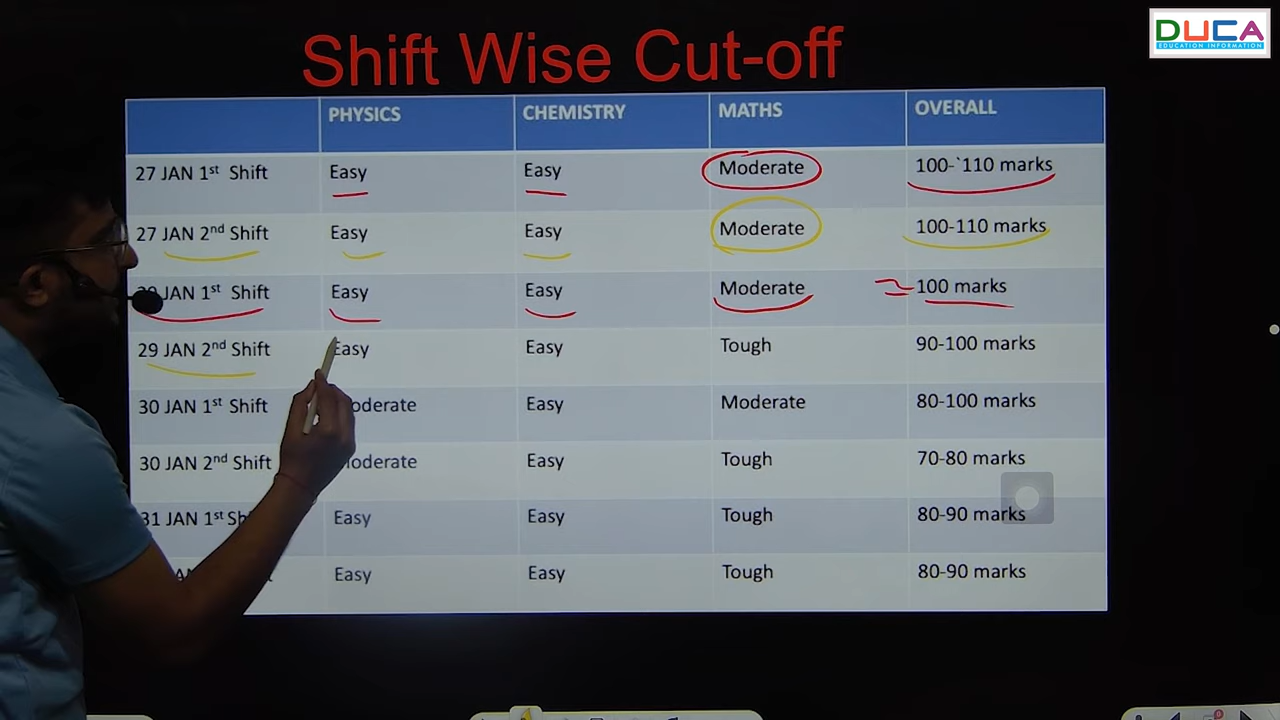 DUCA
EDUCATION INFORMATION
Shift Wise Cut-off
PHYSICS CHEMISTRY MATHS OVERALL
27 JAN 1st Shift Easy Easy Moderate 100-`110 marks
27 JAN 2nd Shift Easy Easy Moderate 100-110 marks
JAN 1st Shift Easy Easy Moderate ≈ 100 marks
29 JAN 2nd Shift Easy Easy Tough 90-100 marks
30 JAN 1st Shift Moderate Easy Moderate 80-100 marks
30 JAN 2nd Shift Moderate Easy Tough 70-80 marks
31 JAN 1st Easy Easy Tough 80-90 marks
Easy Easy Tough 80-90 marks